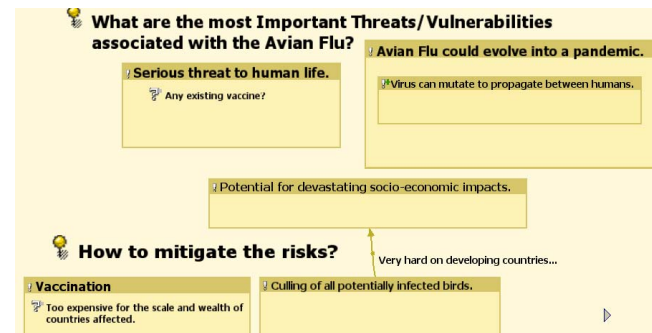 What are the most Important Threats/Vulnerabilities
associated with the Avian Flu?
Avian Flu could evolve into a pandemic.
Serious threat to human life.
Virus can mutate to propagate between humans.
Any existing vaccine?
Potential for devastating socio-economic impacts.
How to mitigate the risks?
Very hard on developing countries...
Vaccination
Culling of all potentially infected birds.
Too expensive for the scale and wealth of
countries affected.